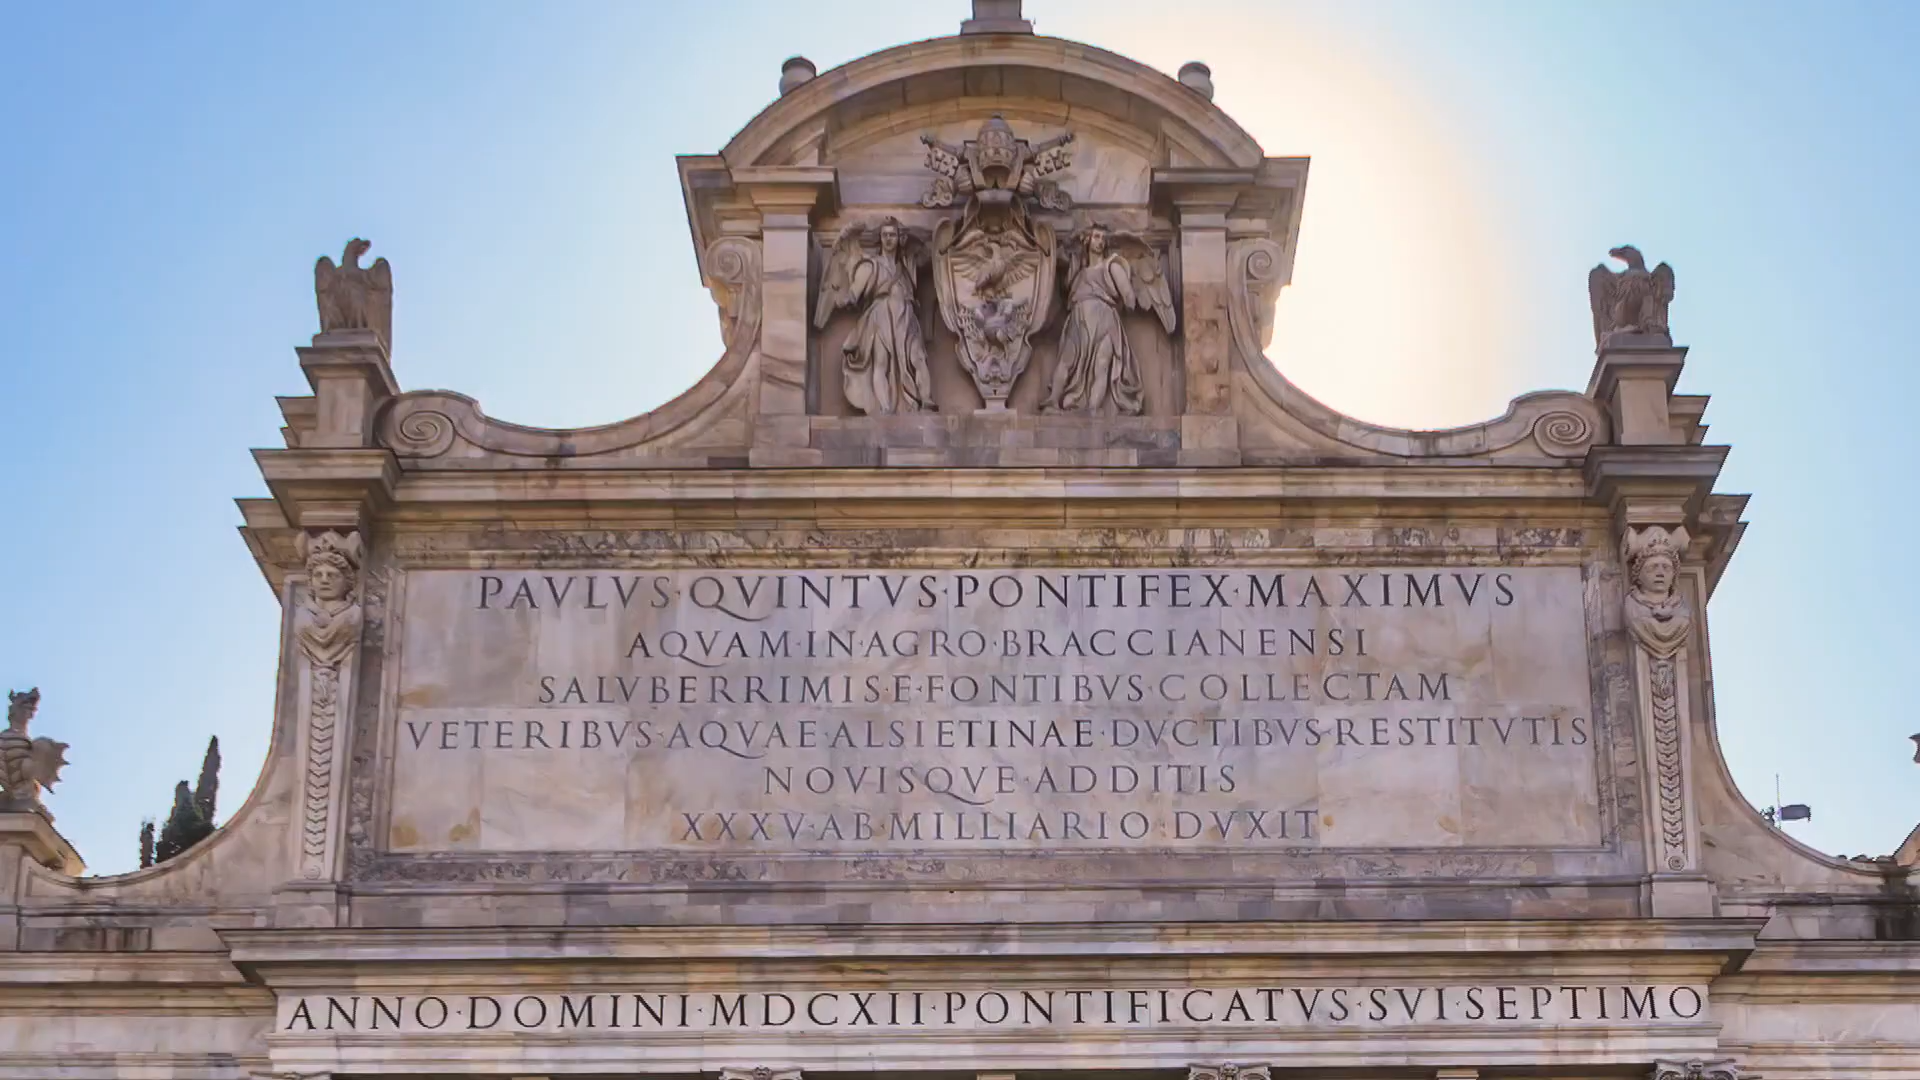 PAVLVS·QVINTVS·PONTIFEX·MAXIMVS
AQVAM·IN·AGRO·BRACCIANENSI
SALVBERRIMIS·E·FONTIBVS·COLLECTAM
VETERIBVS·AQVAE·ALSIETINAE·DVCTIBVS·RESTITVTIS
NOVISQVE·ADDITIS
XXXV·AB·MILLIARIO·DVXIT
ANNO·DOMINI·MDCXII·PONTIFICATVS·SVI·SEPTIMO